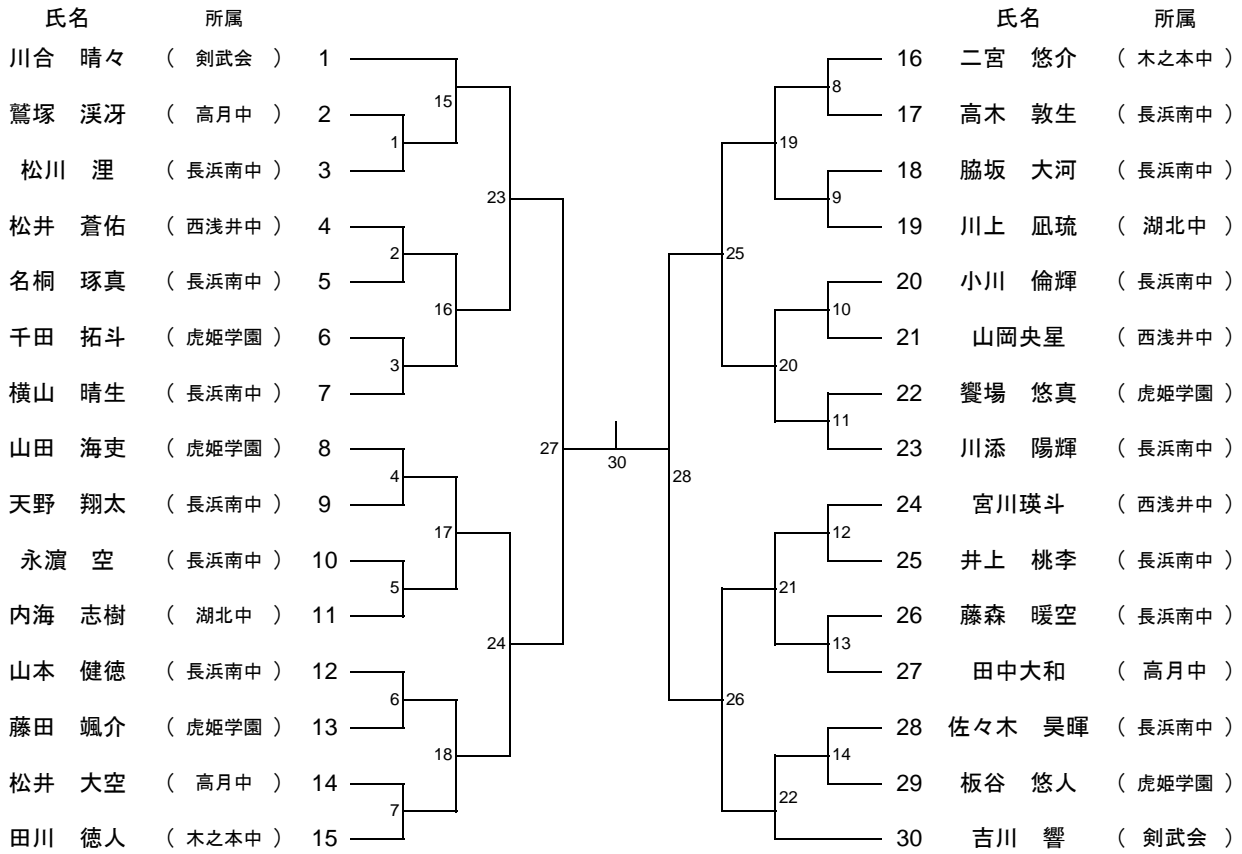 氏名 所属
川合 晴々 ( 剣武会 ) 1
鷲塚 渓冴 ( 高月中 ) 2
松川 浬 ( 長浜南中 ) 3
松井 蒼佑 ( 西浅井中 ) 4
名桐 琢真 ( 長浜南中 ) 5
千田 拓斗 ( 虎姫学園 ) 6
横山 晴生 ( 長浜南中 ) 7
山田 海吏 ( 虎姫学園 ) 8
天野 翔太 ( 長浜南中 ) 9
永濵 空 ( 長浜南中 ) 10
内海 志樹 ( 湖北中 ) 11
山本 健徳 ( 長浜南中 ) 12
藤田 颯介 ( 虎姫学園 ) 13
松井 大空 ( 高月中 ) 14
田川 徳人 ( 木之本中 ) 15
15
1
23
2
16
3
27
4
17
5
24
6
18
7
30
氏名 所属
16 二宮 悠介 ( 木之本中 )
17 高木 敦生 ( 長浜南中 )
18 脇坂 大河 ( 長浜南中 )
19 川上 凪琉 ( 湖北中 )
20 小川 倫輝 ( 長浜南中 )
21 山岡央星 ( 西浅井中 )
22 饗場 悠真 ( 虎姫学園 )
23 川添 陽輝 ( 長浜南中 )
24 宮川瑛斗 ( 西浅井中 )
25 井上 桃李 ( 長浜南中 )
26 藤森 暖空 ( 長浜南中 )
27 田中大和 ( 高月中 )
28 佐々木 昊暉 ( 長浜南中 )
29 板谷 悠人 ( 虎姫学園 )
30 吉川 響 ( 剣武会 )
8
19
9
25
10
20
11
28
12
21
13
26
14
22